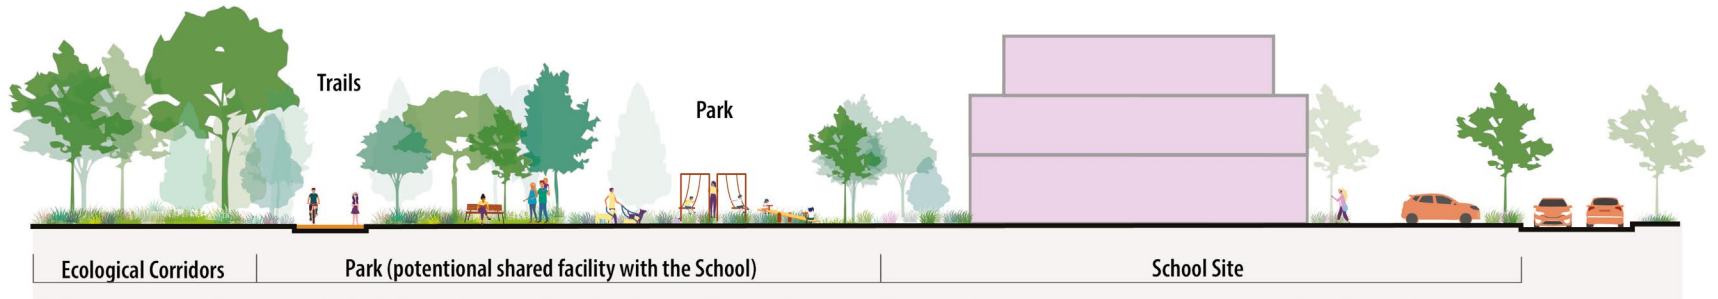 Trails
Park
Ecological Corridors
Park (potentional shared facility with the School)
School Site